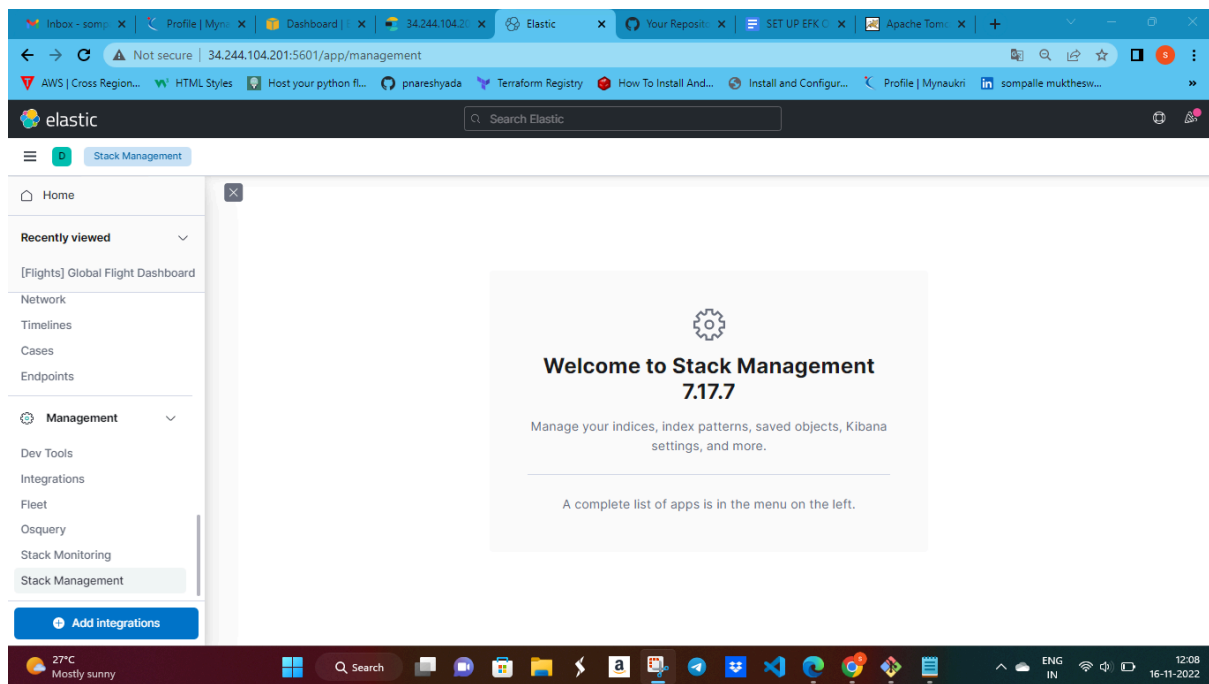 Inbox - somp
Profile | Myn
Dashboard |
34.244.104.20
Elastic
Your Reposito
SET UP EFK
Apache Tomc
Not secure | 34.244.104.201:5601/app/management
AWS | Cross Region...
HTML Styles
Host your python fl...
pnareshyada
Terraform Registry
How To Install And...
Install and Configur...
Profile | Mynaukri
sompalle mukthesw...
»
elastic
Search Elastic
D
Stack Management
Home
Recently viewed
[Flights] Global Flight Dashboard
Network
Timelines
Cases
Endpoints
Management
Dev Tools
Integrations
Fleet
Osquery
Stack Monitoring
Stack Management
Add integrations
Welcome to Stack Management
7.17.7
Manage your indices, index patterns, saved objects, Kibana
settings, and more.
A complete list of apps is in the menu on the left.
27°C
Mostly sunny
Search
ENG
IN
12:08
16-11-2022